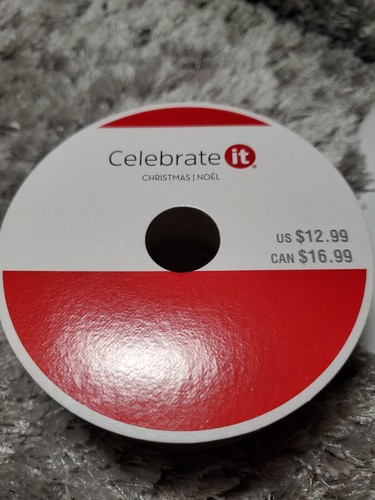 Celebrate it®
CHRISTMAS | NOËL
US $12.99
CAN $16.99